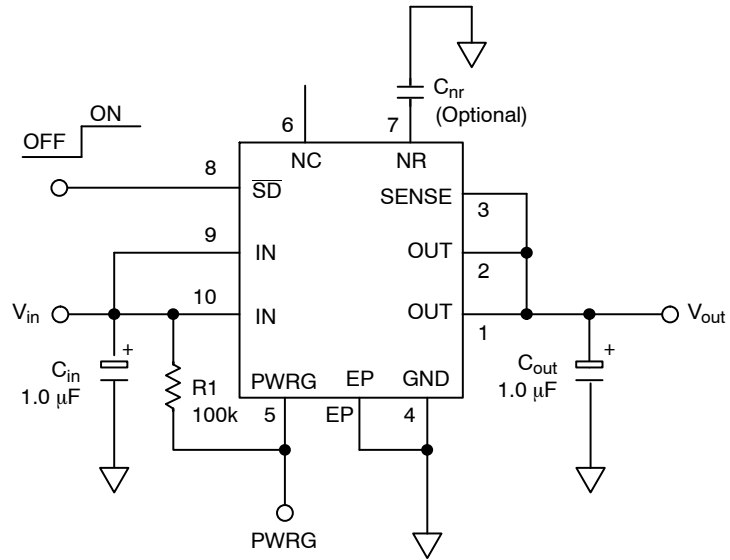 C_nr
(Optional)
ON
OFF
6
7
NC
NR
8
SD
SENSE
3
9
IN
OUT
2
V_in
10
IN
OUT
1
V_out
+
C_in
1.0 μF
R1
100k
PWRG
EP
GND
5
EP
4
+
C_out
1.0 μF
PWRG